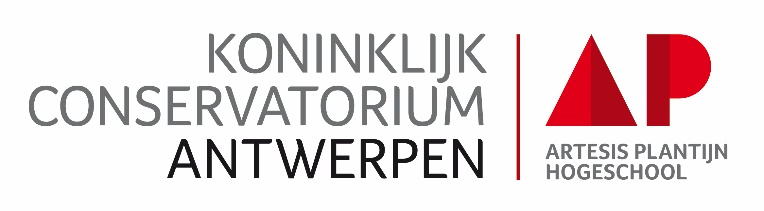 KONINKLIJK
CONSERVATORIUM
ANTWERPEN
AP
ARTESIS PLANTIJN
HOGESCHOOL